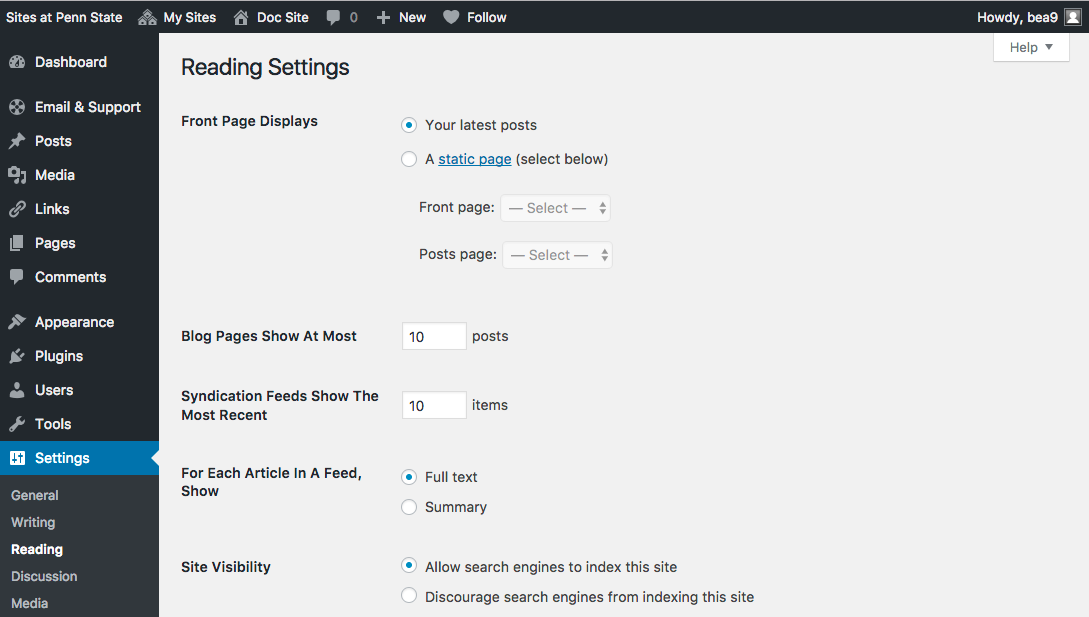 Sites at Penn State My Sites Doc Site 0 New Follow Howdy, bea9
Help
Dashboard
Email & Support
Posts
Media
Links
Pages
Comments
Appearance
Plugins
Users
Tools
Settings
General
Writing
Reading
Discussion
Media
Reading Settings
Front Page Displays
Your latest posts
A static page (select below)
Front page: — Select —
Posts page: — Select —
Blog Pages Show At Most
10 posts
Syndication Feeds Show The
Most Recent
10 items
For Each Article In A Feed,
Show
Full text
Summary
Site Visibility
Allow search engines to index this site
Discourage search engines from indexing this site